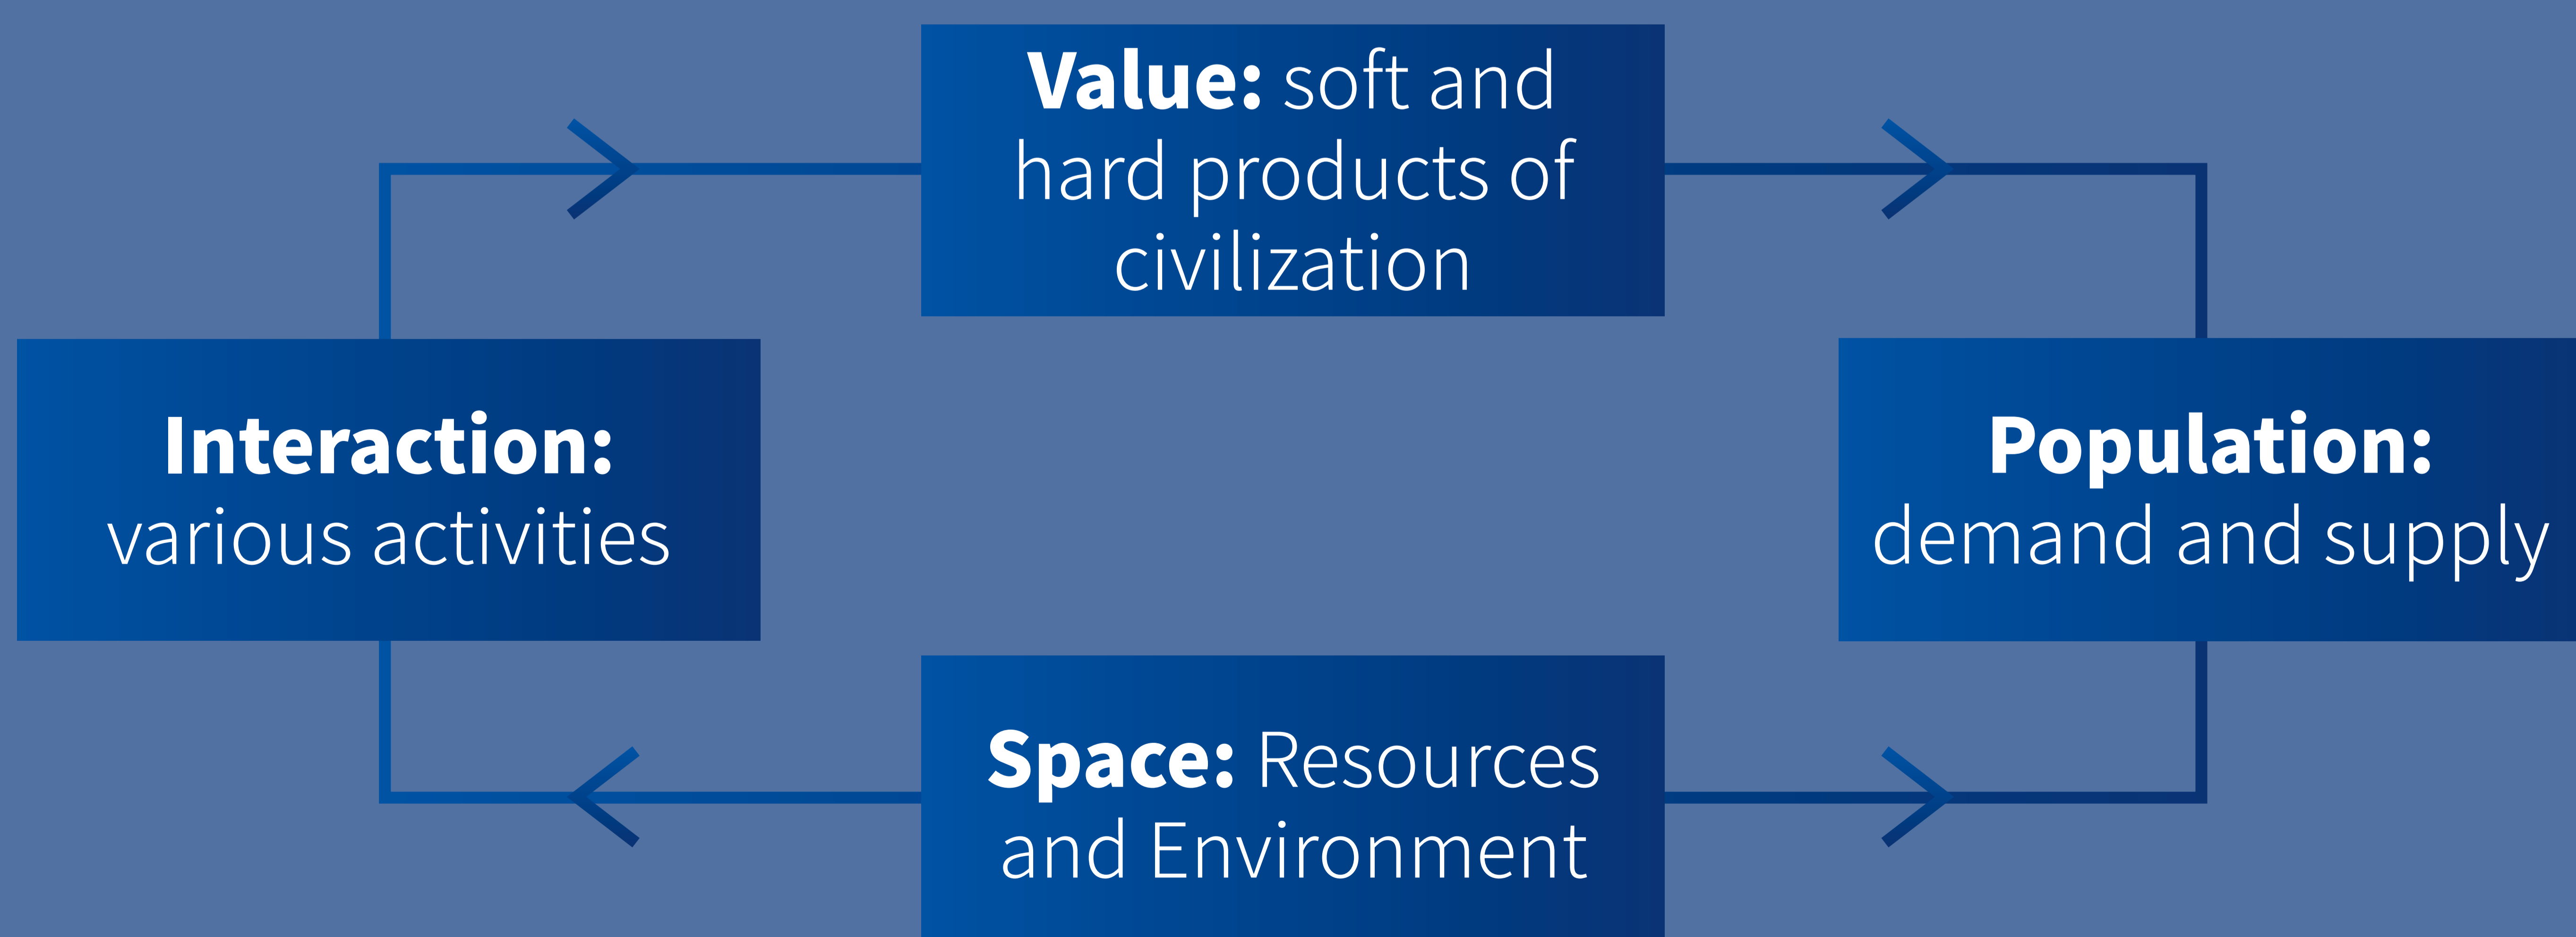 Value: soft and
hard products of
civilization
Interaction:
various activities
Population:
demand and supply
Space: Resources
and Environment